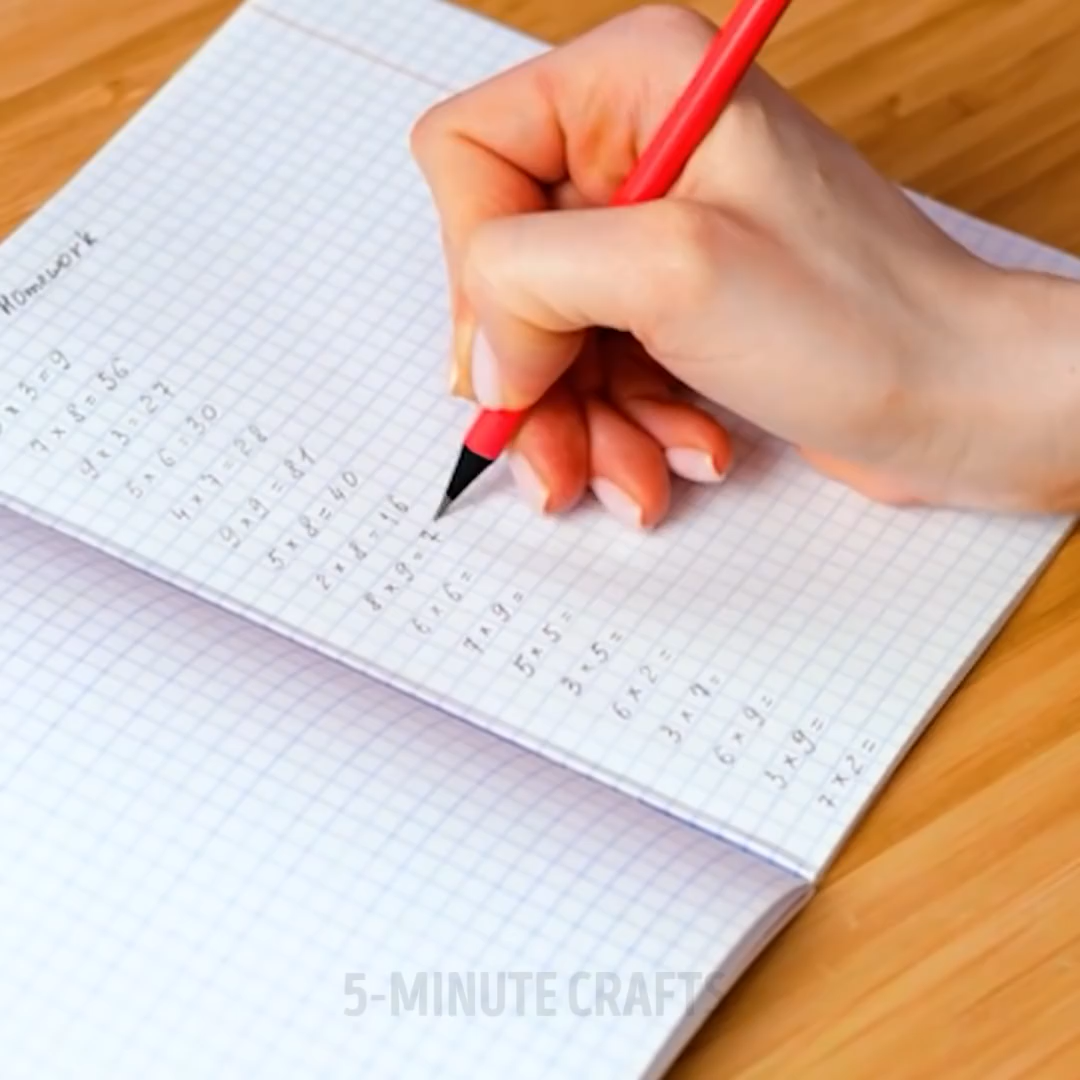 Homework
3 x 3 = 9
7 x 8 = 56
9 x 3 = 27
5 x 6 = 30
4 x 7 = 28
9 x 9 = 81
5 x 8 = 40
2 x 8 = 16
8 x 9 = 7
6 x 6 =
7 x 9 =
5 x 5 =
3 x 5 =
6 x 2 =
3 x 7 =
6 x 9 =
3 x 9 =
7 x 2 =
5-MINUTE CRAFTS